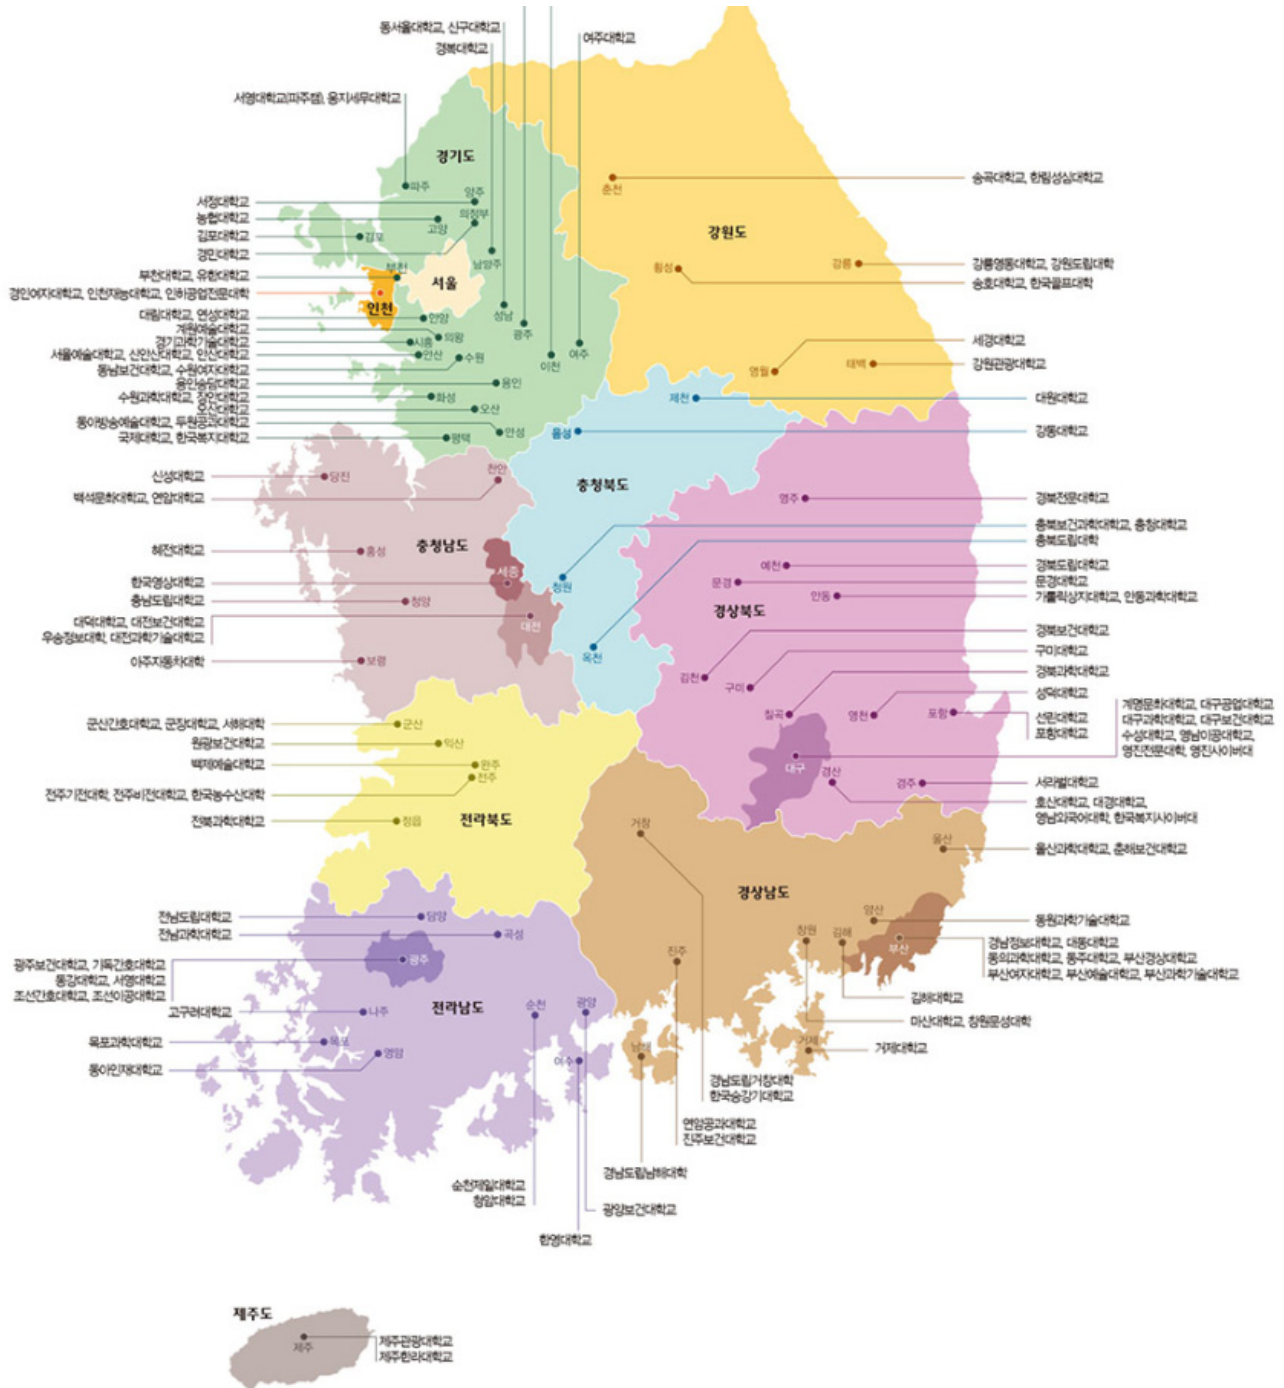 동서울대학교, 신구대학교
경복대학교
여주대학교
서영대학교(파주캠), 웅지세무대학교
경기도
파주
양주
의정부
고양
김포
남양주
부천
서울
인천
안양
성남
광주
의왕
시흥
안산
수원
이천
여주
용인
화성
오산
안성
평택
서정대학교
농협대학교
김포대학교
경민대학교
부천대학교, 유한대학교
경인여자대학교, 인천재능대학교, 인하공업전문대학
대림대학교, 연성대학교
계원예술대학교
경기과학기술대학교
서울예술대학교, 신안산대학교, 안산대학교
동남보건대학교, 수원여자대학교
용인송담대학교
수원과학대학교, 장안대학교
오산대학교
동아방송예술대학교, 두원공과대학교
국제대학교, 한국복지대학교
강원도
춘천
횡성
강릉
영월
태백
송곡대학교, 한림성심대학교
강릉영동대학교, 강원도립대학
송호대학교, 한국골프대학
세경대학교
강원관광대학교
충청북도
제천
음성
청원
옥천
대원대학교
강동대학교
충북보건과학대학교, 충청대학교
충북도립대학
충청남도
당진
천안
홍성
세종
청양
대전
보령
신성대학교
백석문화대학교, 연암대학교
혜전대학교
한국영상대학교
충남도립대학교
대덕대학교, 대전보건대학교
우송정보대학, 대전과학기술대학교
아주자동차대학
경상북도
영주
예천
문경
안동
김천
구미
칠곡
영천
포항
대구
경산
경주
경북전문대학교
경북도립대학교
문경대학교
가톨릭상지대학교, 안동과학대학교
경북보건대학교
구미대학교
경북과학대학교
성덕대학교
선린대학교
포항대학교
계명문화대학교, 대구공업대학교
대구과학대학교, 대구보건대학교
수성대학교, 영남이공대학교,
영진전문대학, 영진사이버대
서라벌대학교
호산대학교, 대경대학교,
영남외국어대학, 한국복지사이버대
전라북도
군산
익산
완주
전주
정읍
군산간호대학교, 군장대학교, 서해대학
원광보건대학교
백제예술대학교
전주기전대학, 전주비전대학교, 한국농수산대학
전북과학대학교
경상남도
거창
울산
양산
창원
김해
부산
진주
남해
거제
울산과학대학교, 춘해보건대학교
동원과학기술대학교
경남정보대학교, 대동대학교
동의과학대학교, 동주대학교, 부산경상대학교
부산여자대학교, 부산예술대학교, 부산과학기술대학교
김해대학교
마산대학교, 창원문성대학
거제대학교
경남도립거창대학
한국승강기대학교
연암공과대학교
진주보건대학교
경남도립남해대학
전라남도
담양
곡성
광주
나주
목포
영암
순천
광양
여수
전남도립대학교
전남과학대학교
광주보건대학교, 기독간호대학교
동강대학교, 서영대학교
조선간호대학교, 조선이공대학교
고구려대학교
목포과학대학교
동아인재대학교
순천제일대학교
청암대학교
광양보건대학교
한영대학교
제주도
제주
제주관광대학교
제주한라대학교